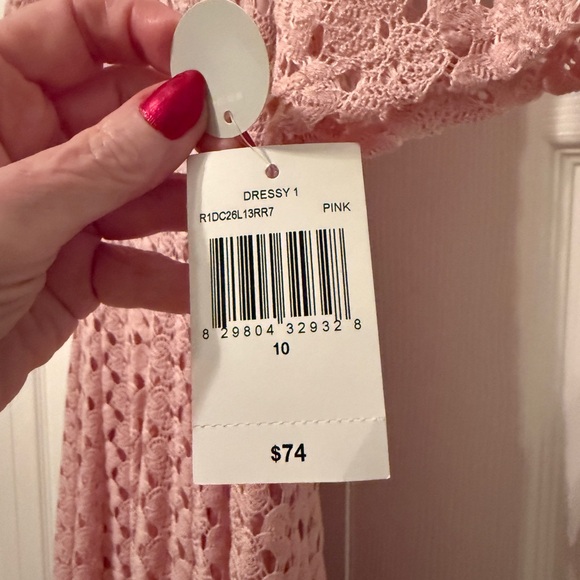 DRESSY 1
R1DC26L13RR7 PINK
8 29804 32932 8
10
$74